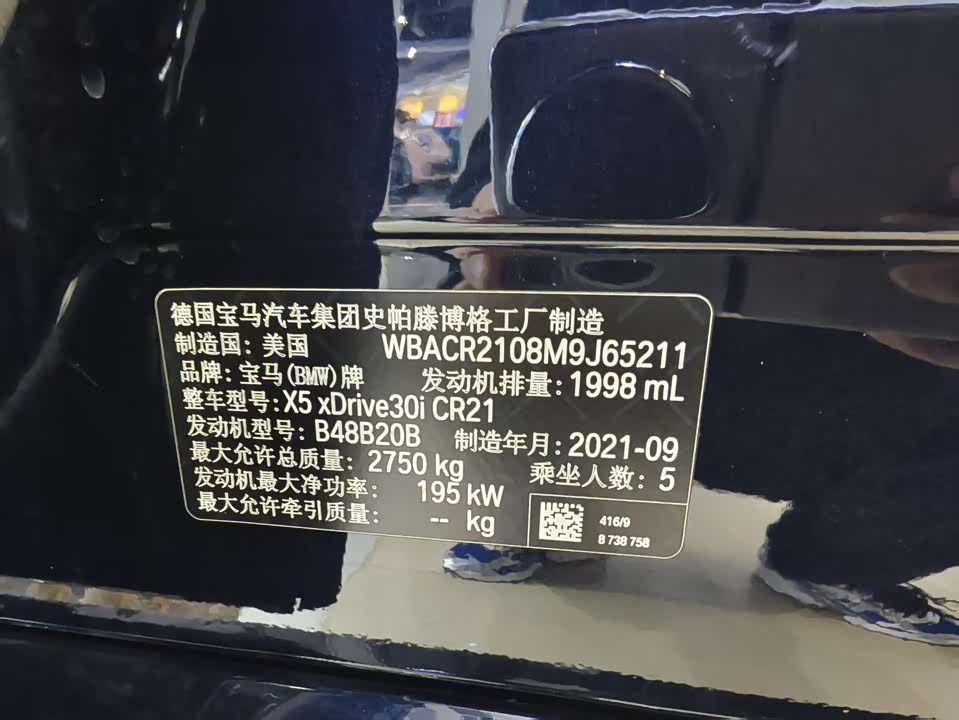 德国宝马汽车集团史帕滕博格工厂制造
制造国: 美国 WBACR2108M9J65211
品牌: 宝马(BMW)牌 发动机排量: 1998 mL
整车型号: X5 xDrive30i CR21
发动机型号: B48B20B 制造年月: 2021-09
最大允许总质量: 2750 kg 乘坐人数: 5
发动机最大净功率: 195 kW
最大允许牵引质量: -- kg
416/9
8 738 758